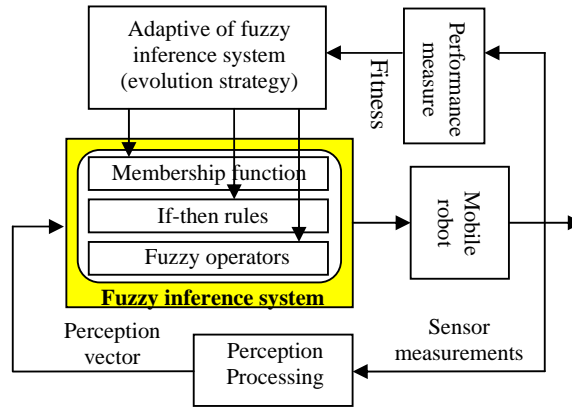 Adaptive of fuzzy
inference system
(evolution strategy)
Fitness
Performance
measure
Membership function
If-then rules
Fuzzy operators
Fuzzy inference system
Mobile
robot
Perception
vector
Perception
Processing
Sensor
measurements